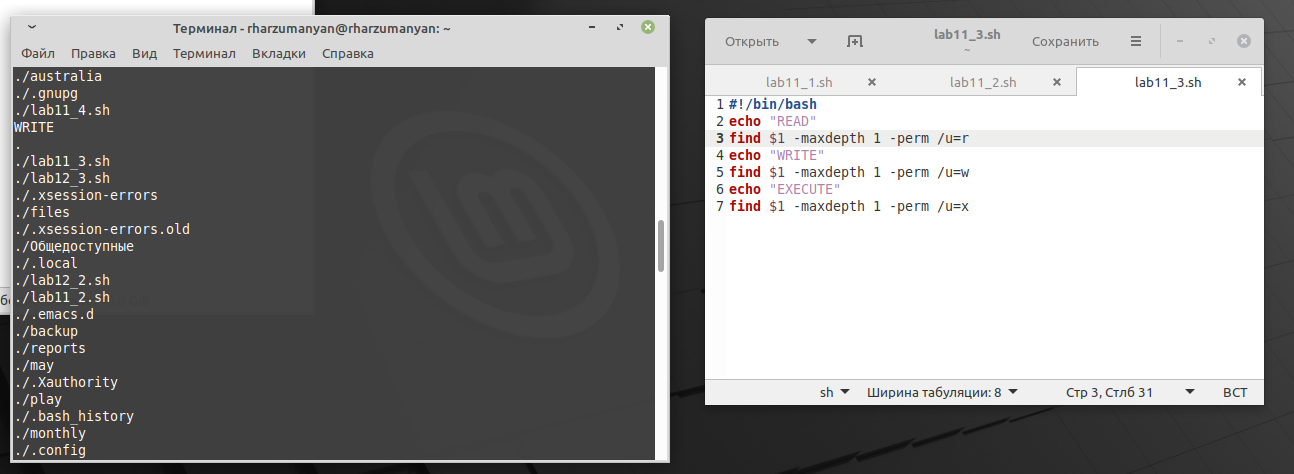 Терминал - rharzumanyan@rharzumanyan: ~
Файл Правка Вид Терминал Вкладки Справка
./australia
./.gnupg
./lab11_4.sh
WRITE
.
./lab11_3.sh
./lab12_3.sh
./.xsession-errors
./files
./.xsession-errors.old
./Общедоступные
./.local
./lab12_2.sh
./lab11_2.sh
./.emacs.d
./backup
./reports
./may
./.Xauthority
./play
./.bash_history
./monthly
./.config
Открыть lab11_3.sh Сохранить
~
lab11_1.sh lab11_2.sh lab11_3.sh
1 #!/bin/bash
2 echo "READ"
3 find $1 -maxdepth 1 -perm /u=r
4 echo "WRITE"
5 find $1 -maxdepth 1 -perm /u=w
6 echo "EXECUTE"
7 find $1 -maxdepth 1 -perm /u=x
sh Ширина табуляции: 8 Стр 3, Стлб 31 ВСТ